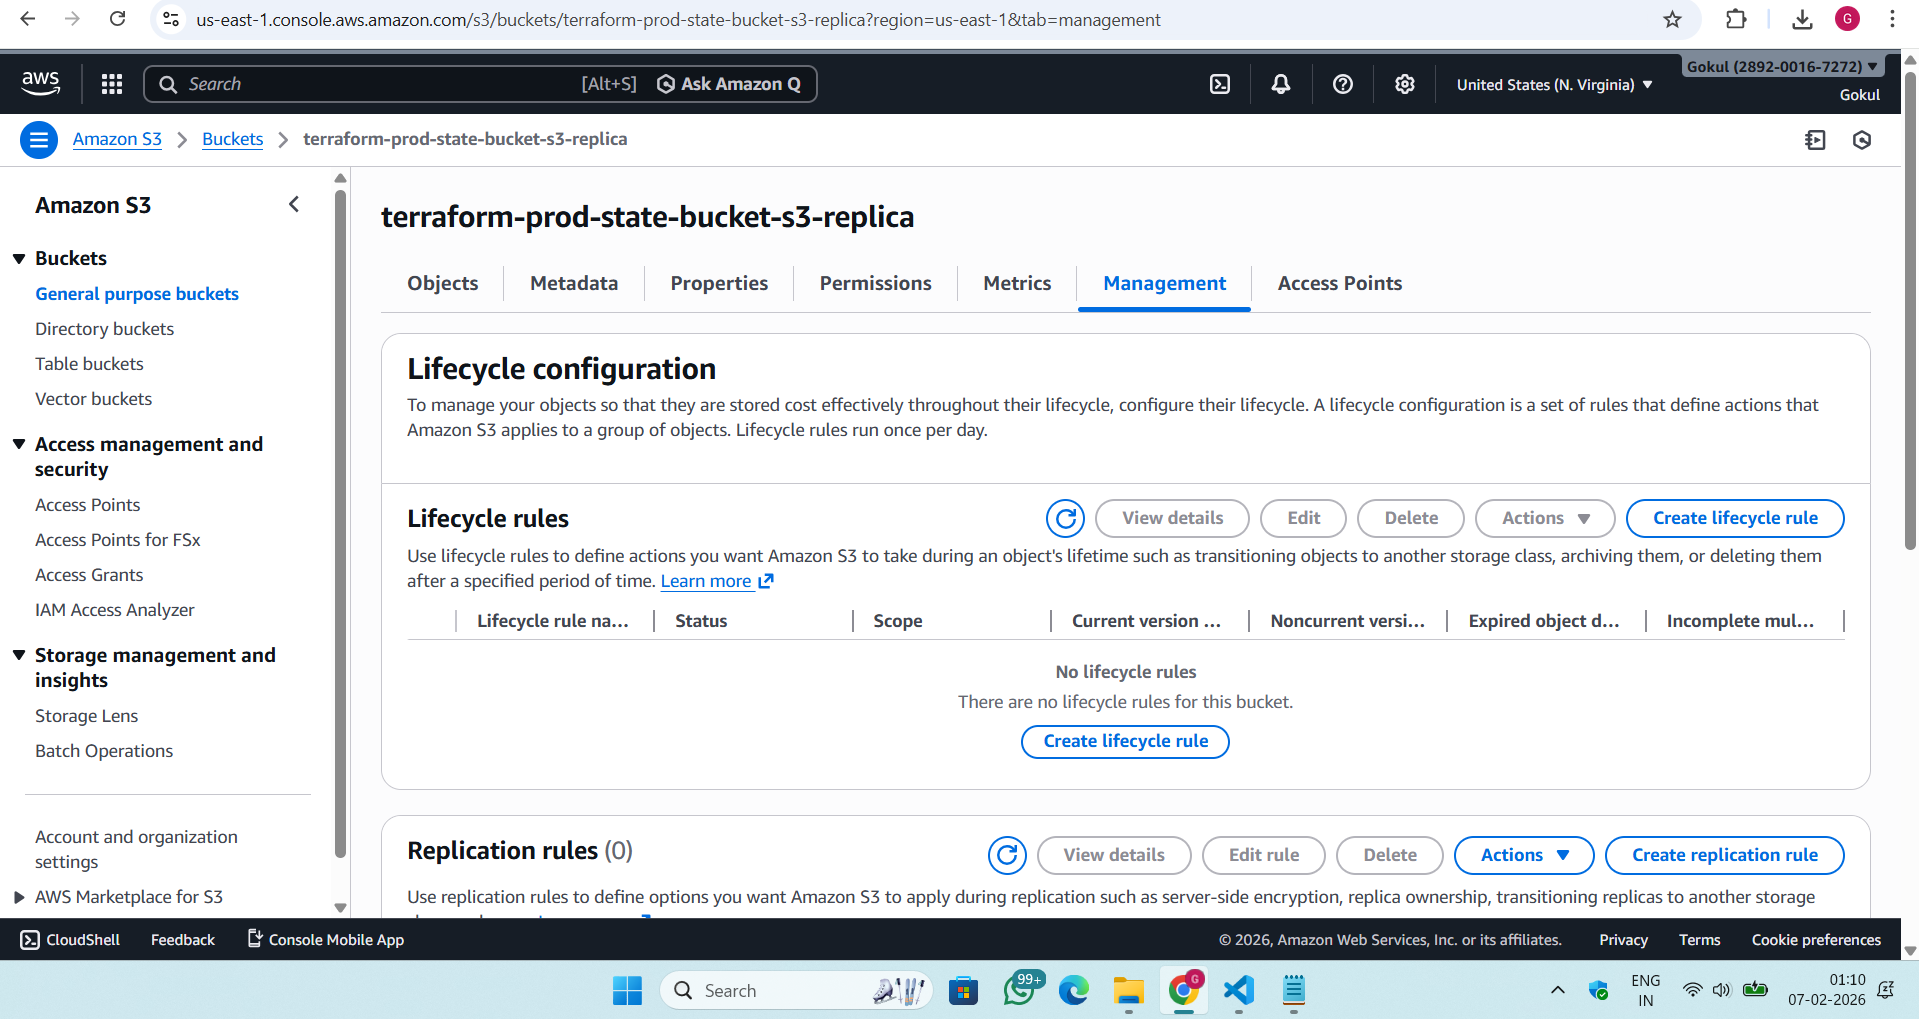 us-east-1.console.aws.amazon.com/s3/buckets/terraform-prod-state-bucket-s3-replica?region=us-east-1&tab=management
G
aws
Search
[Alt+S]
Ask Amazon Q
United States (N. Virginia)
Gokul (2892-0016-7272)
Gokul
Amazon S3
Buckets
terraform-prod-state-bucket-s3-replica
Amazon S3
Buckets
General purpose buckets
Directory buckets
Table buckets
Vector buckets
Access management and
security
Access Points
Access Points for FSx
Access Grants
IAM Access Analyzer
Storage management and
insights
Storage Lens
Batch Operations
Account and organization
settings
AWS Marketplace for S3
terraform-prod-state-bucket-s3-replica
Objects
Metadata
Properties
Permissions
Metrics
Management
Access Points
Lifecycle configuration
To manage your objects so that they are stored cost effectively throughout their lifecycle, configure their lifecycle. A lifecycle configuration is a set of rules that define actions that
Amazon S3 applies to a group of objects. Lifecycle rules run once per day.
Lifecycle rules
View details
Edit
Delete
Actions
Create lifecycle rule
Use lifecycle rules to define actions you want Amazon S3 to take during an object's lifetime such as transitioning objects to another storage class, archiving them, or deleting them
after a specified period of time. Learn more
Lifecycle rule na...
Status
Scope
Current version ...
Noncurrent versi...
Expired object d...
Incomplete mul...
No lifecycle rules
There are no lifecycle rules for this bucket.
Create lifecycle rule
Replication rules (0)
View details
Edit rule
Delete
Actions
Create replication rule
Use replication rules to define options you want Amazon S3 to apply during replication such as server-side encryption, replica ownership, transitioning replicas to another storage
CloudShell
Feedback
Console Mobile App
© 2026, Amazon Web Services, Inc. or its affiliates.
Privacy
Terms
Cookie preferences
Search
99+
G
ENG
IN
01:10
07-02-2026